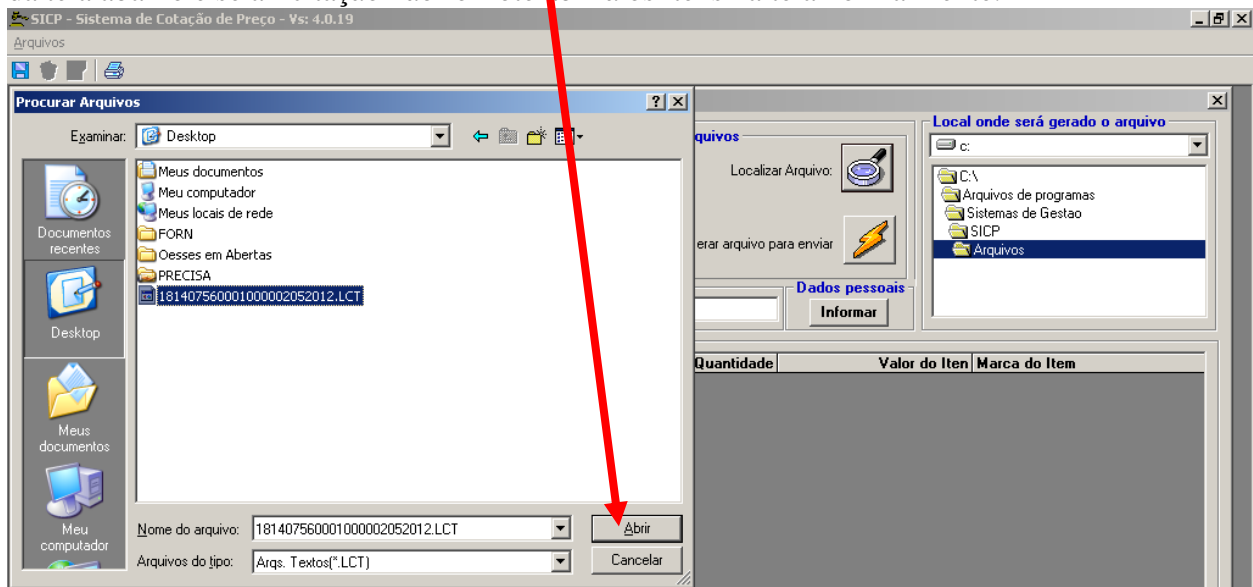 SICP - Sistema de Cotação de Preço - Vs: 4.0.19
Arquivos
Procurar Arquivos
Examinar:
Desktop
Documentos recentes
Desktop
Meus documentos
Meu computador
Meus documentos
Meu computador
Meus locais de rede
FORN
Oesses em Abertas
PRECISA
181407560001000002052012.LCT
Nome do arquivo:
181407560001000002052012.LCT
Abrir
Arquivos do tipo:
Arqs. Textos(*.LCT)
Cancelar
quivos
Localizar Arquivo:
erar arquivo para enviar
Dados pessoais
Informar
Local onde será gerado o arquivo
c:
C:\
Arquivos de programas
Sistemas de Gestao
SICP
Arquivos
Quantidade
Valor do Iten
Marca do Item